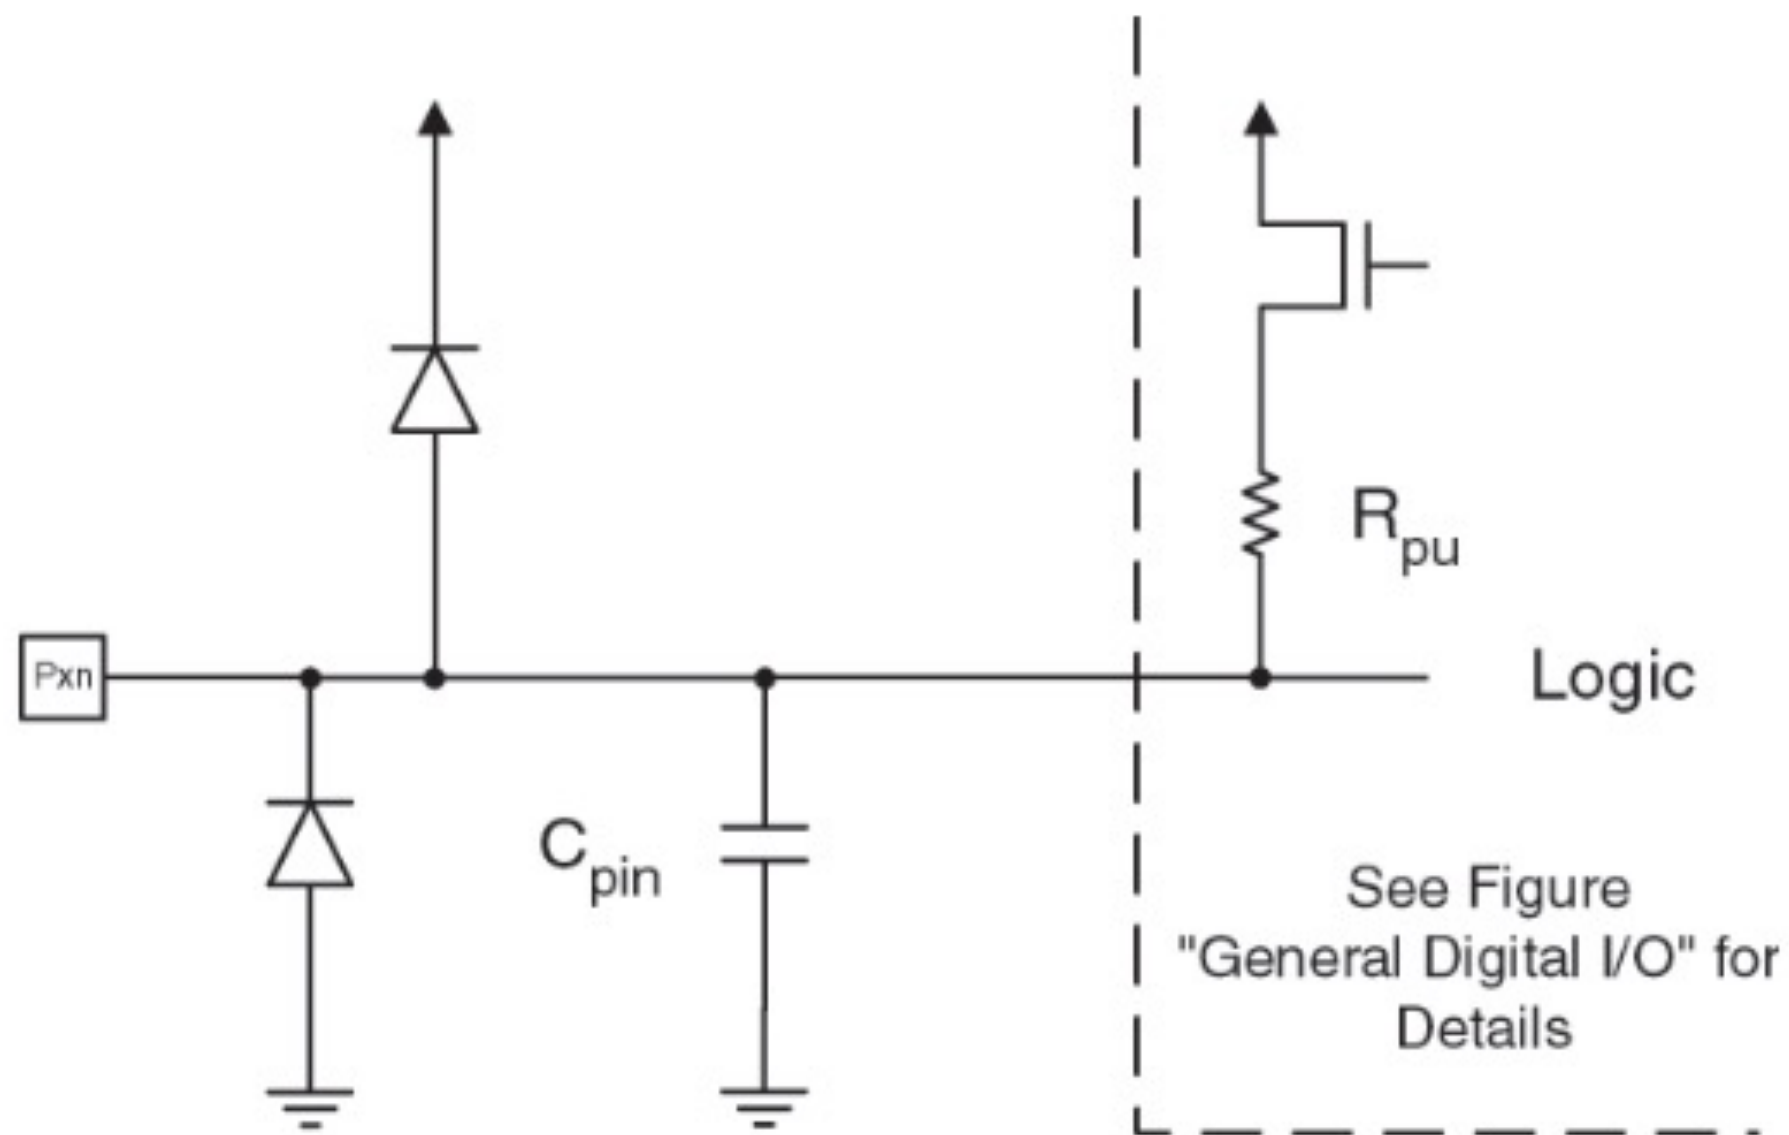 Rpu
Pxn
Logic
Cpin
See Figure
"General Digital I/O" for
Details